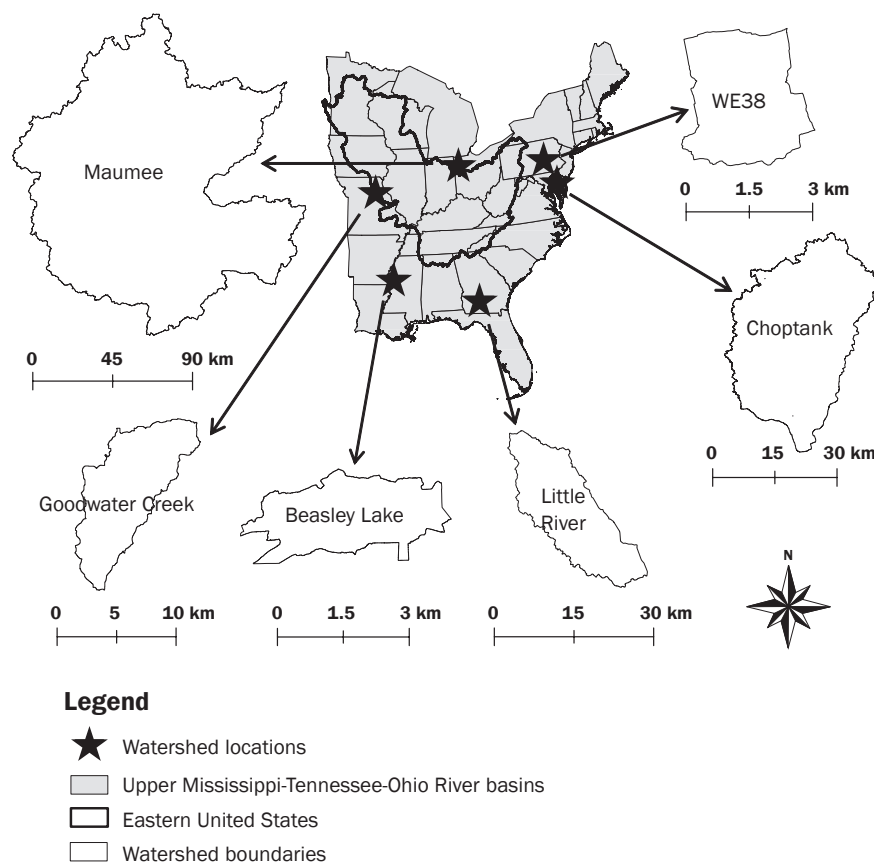 WE38
Maumee
0 1.5 3 km
Choptank
0 45 90 km
0 15 30 km
Goodwater Creek
Beasley Lake
Little
River
N
0 5 10 km
0 1.5 3 km
0 15 30 km
Legend
Watershed locations
Upper Mississippi-Tennessee-Ohio River basins
Eastern United States
Watershed boundaries